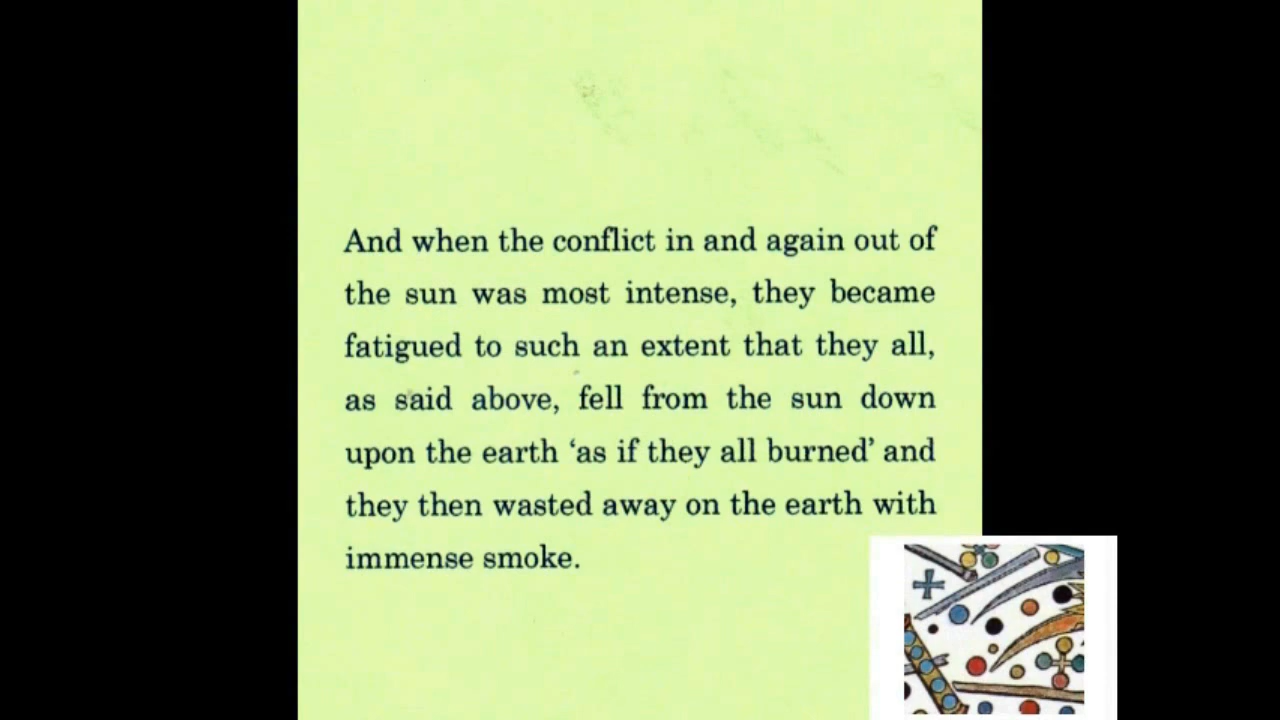 And when the conflict in and again out of
the sun was most intense, they became
fatigued to such an extent that they all,
as said above, fell from the sun down
upon the earth ‘as if they all burned’ and
they then wasted away on the earth with
immense smoke.